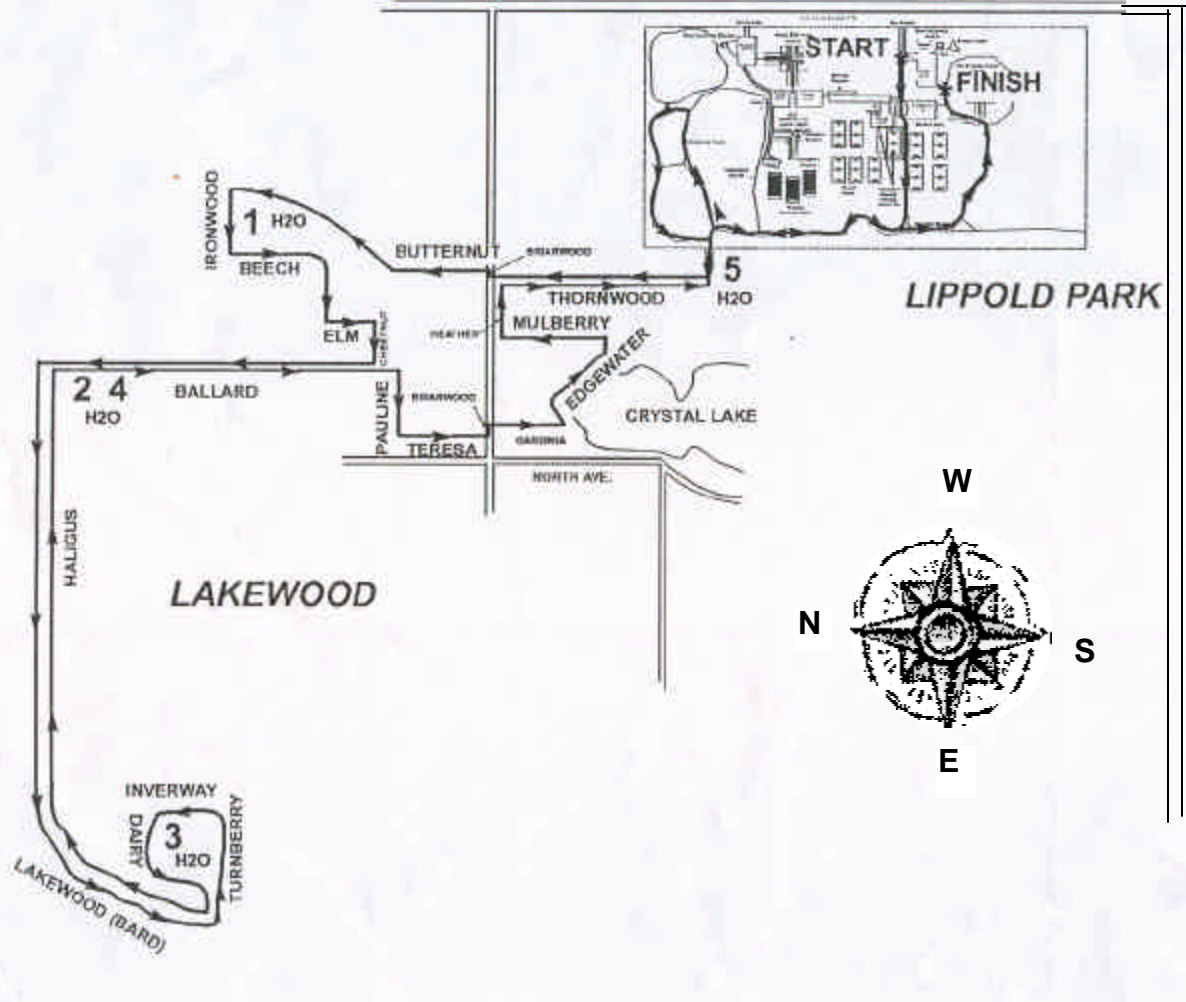 START
FINISH
IRONWOOD
1 H2O
BEECH
BUTTERNUT
BRIARWOOD
5
H2O
THORNWOOD
LIPPOLD PARK
HEATHER
MULBERRY
ELM
CHESTNUT
EDGEWATER
2 4
H2O
BALLARD
PAULINE
BRIARWOOD
CRYSTAL LAKE
GARDINIA
TERESA
NORTH AVE.
W
HALIGUS
LAKEWOOD
N
S
E
INVERWAY
DAIRY
3
H2O
TURNBERRY
LAKEWOOD (BARD)